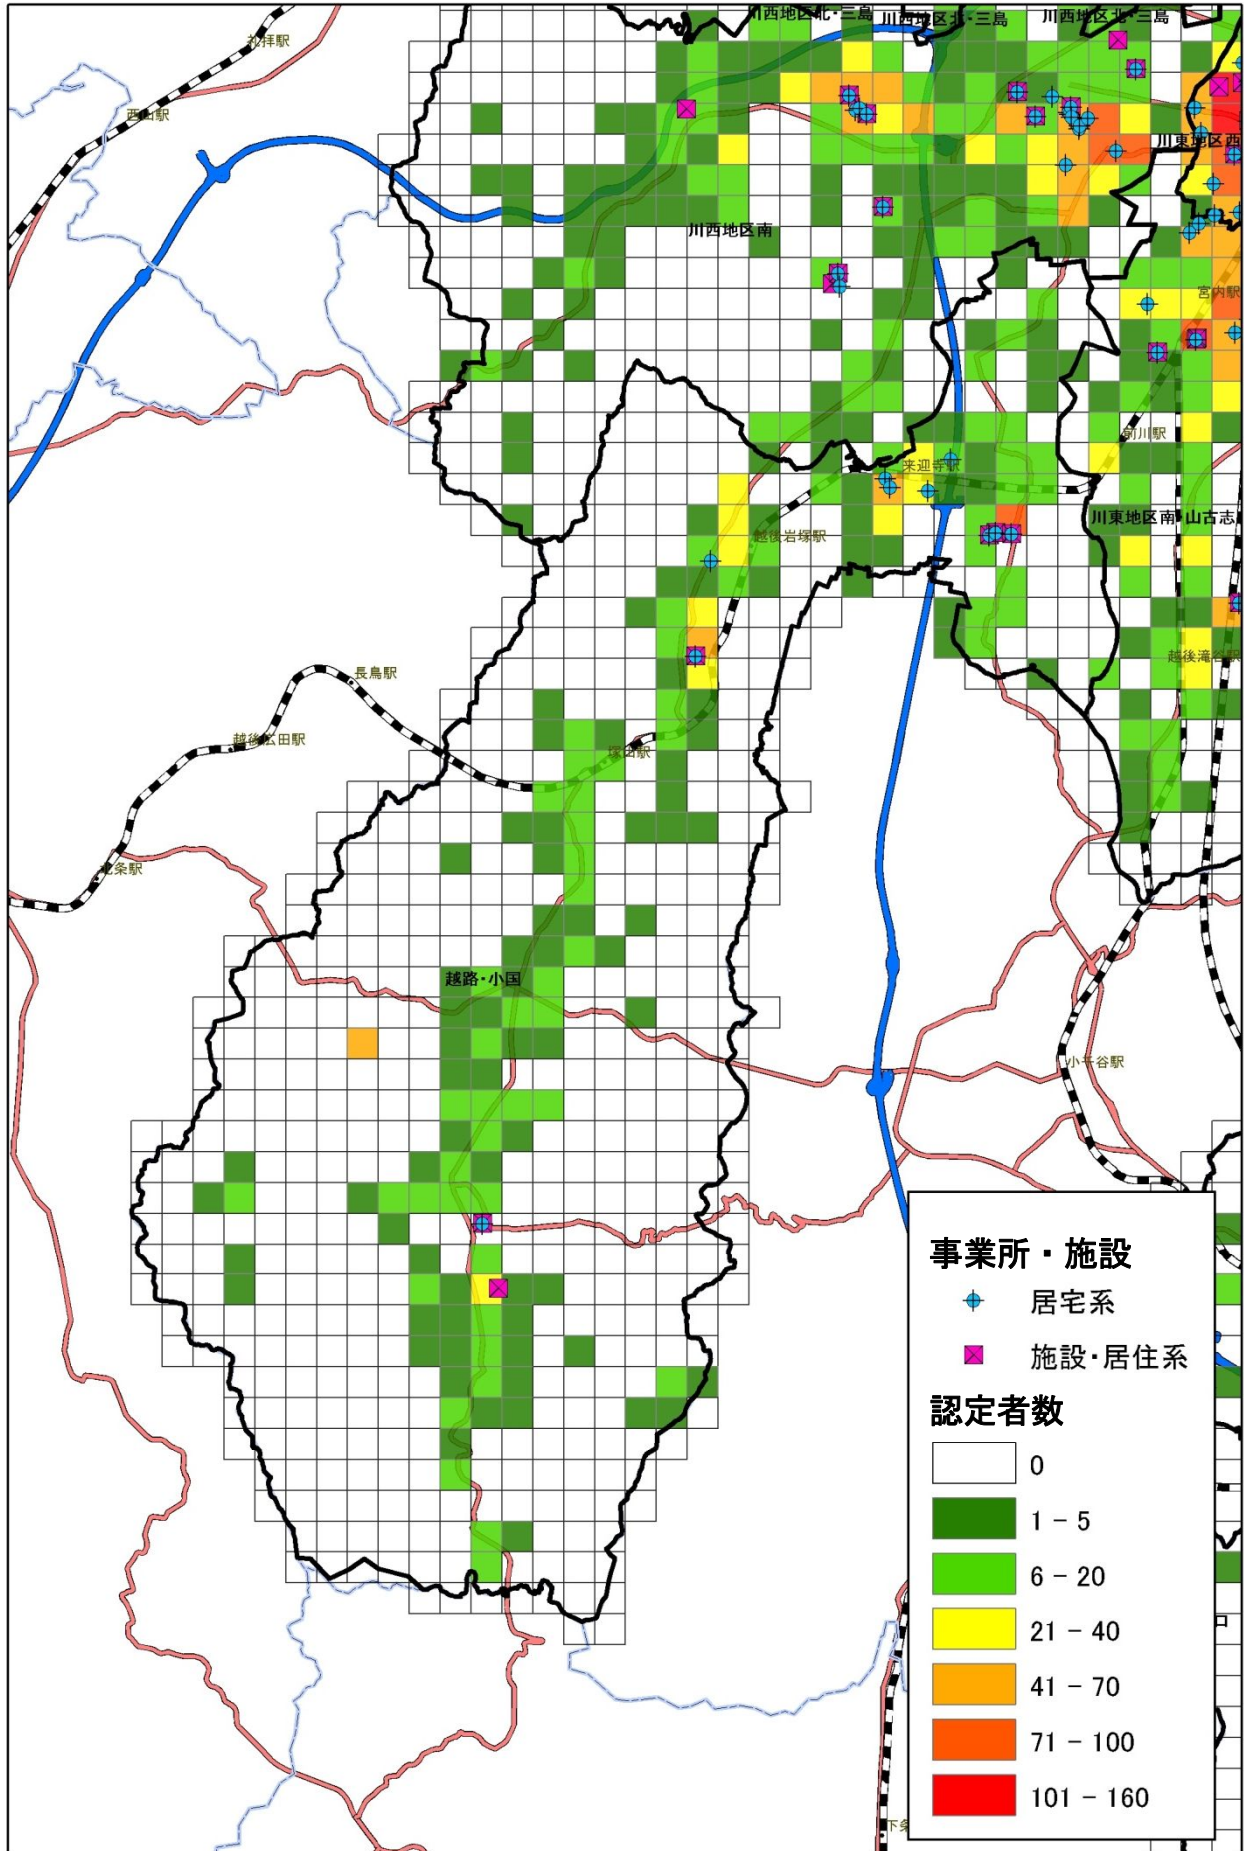 川西地区北・三島
川西地区北・三島
川西地区北・三島
礼拝駅
西山駅
川東地区西
川西地区南
宮内駅
前川駅
来迎寺駅
川東地区南・山古志
越後岩塚駅
越後滝谷駅
長鳥駅
越後広田駅
塚山駅
北条駅
越路・小国
小千谷駅
事業所・施設
居宅系
施設・居住系
認定者数
0
1 - 5
6 - 20
21 - 40
41 - 70
71 - 100
101 - 160
口
下条